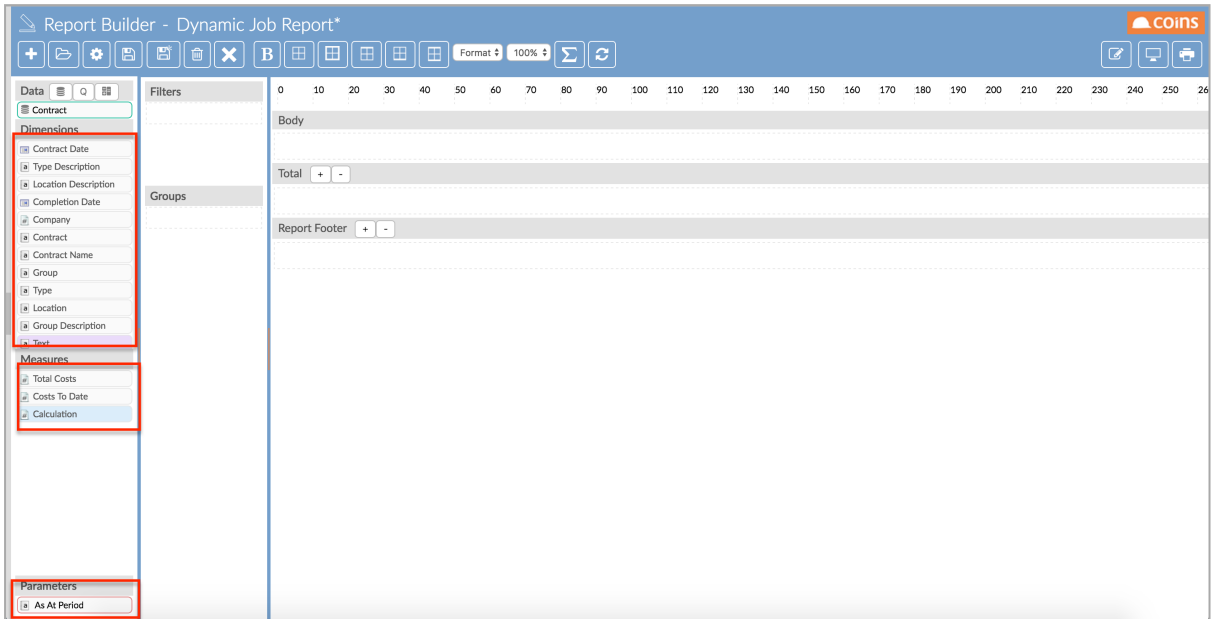 Report Builder - Dynamic Job Report*
coins
B
Format 100% Σ
Data Q
Contract
Dimensions
Contract Date
a Type Description
a Location Description
Completion Date
# Company
a Contract
a Contract Name
a Group
a Type
a Location
a Group Description
a Text
Measures
# Total Costs
# Costs To Date
# Calculation
Parameters
a As At Period
Filters
Groups
0 10 20 30 40 50 60 70 80 90 100 110 120 130 140 150 160 170 180 190 200 210 220 230 240 250 26
Body
Total + -
Report Footer + -